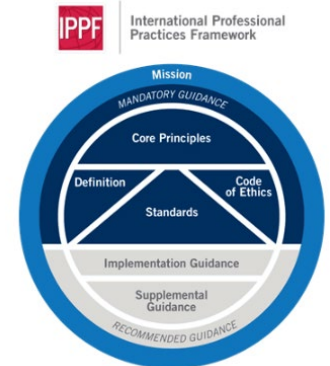 IPPF
International Professional
Practices Framework
Mission
MANDATORY GUIDANCE
Core Principles
Definition
Code
of Ethics
Standards
Implementation Guidance
Supplemental
Guidance
RECOMMENDED GUIDANCE